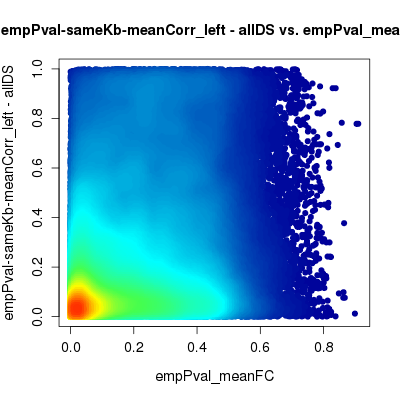 empPval-sameKb-meanCorr_left - allDS vs. empPval_mea
empPval-sameKb-meanCorr_left - allDS
1.0
0.8
0.6
0.4
0.2
0.0
0.0 0.2 0.4 0.6 0.8
empPval_meanFC